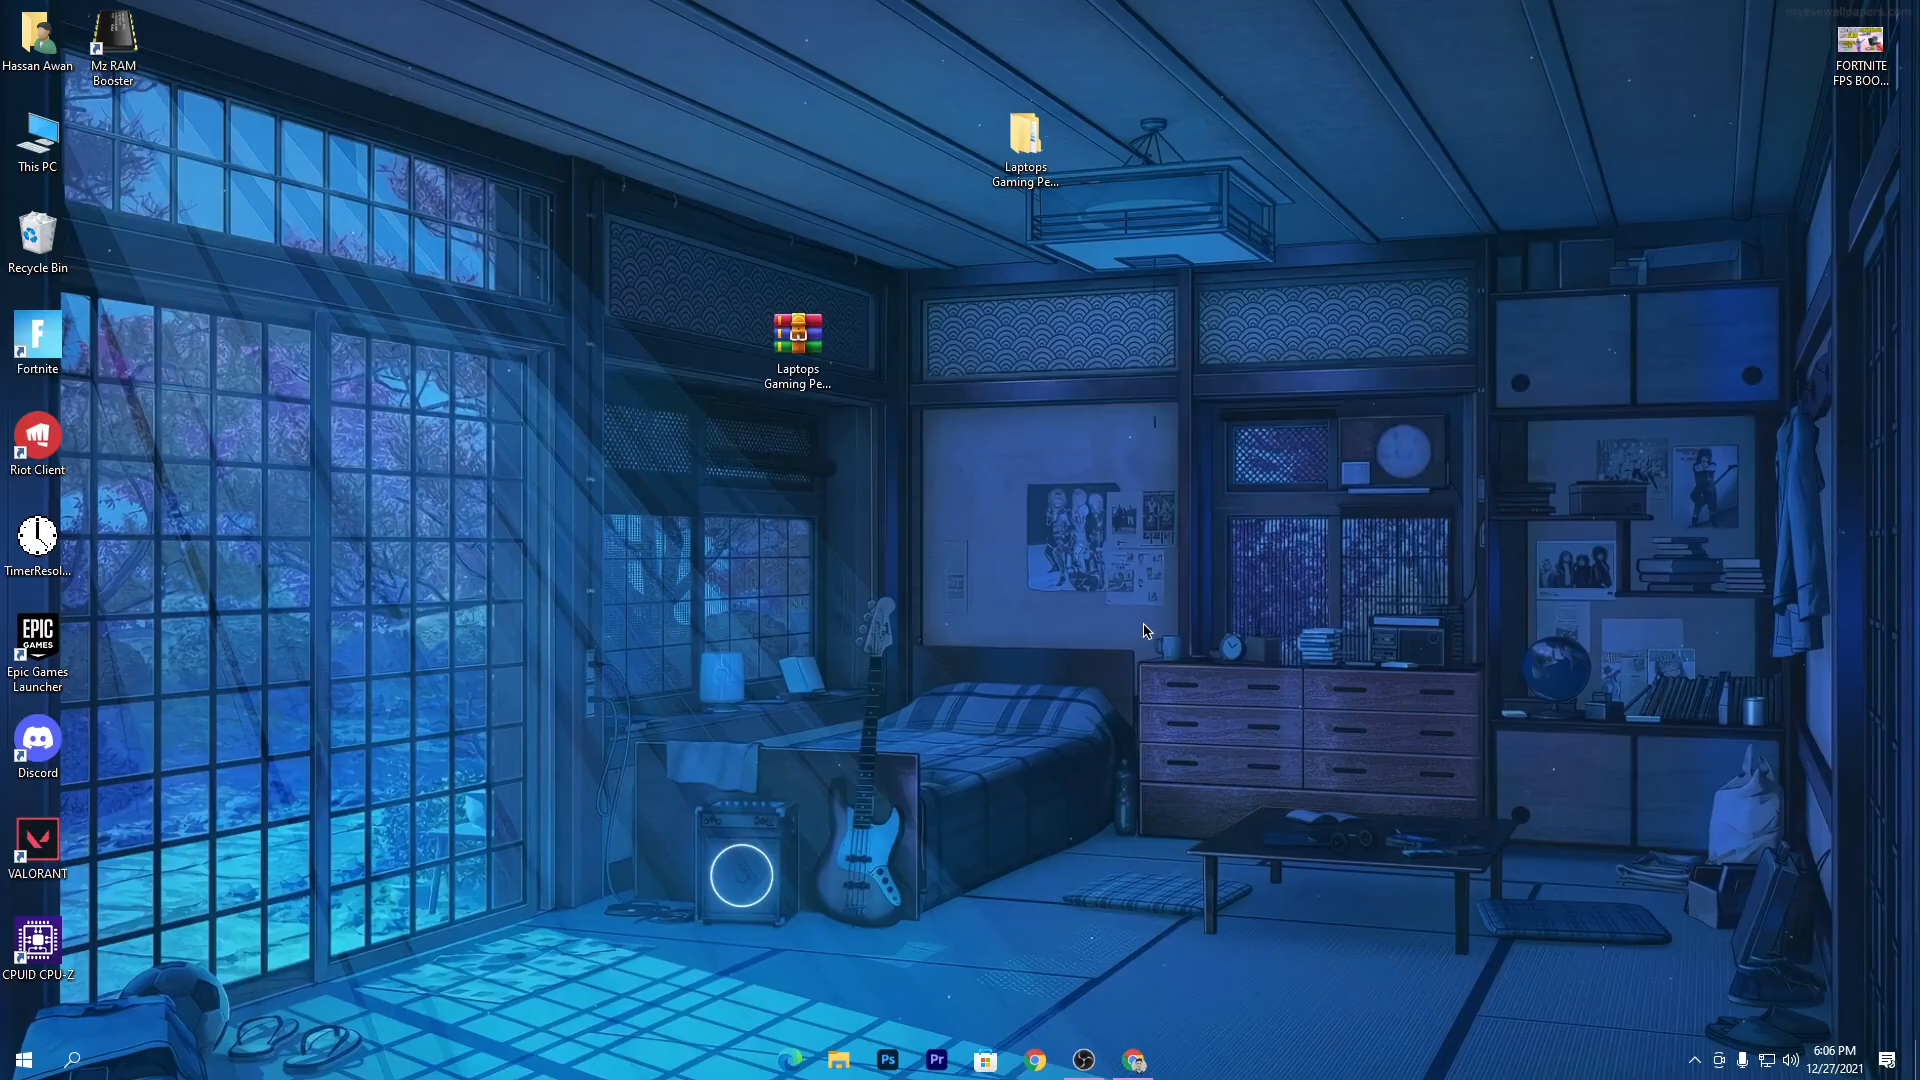 Hassan Awan
Mz RAM
Booster
This PC
Recycle Bin
Fortnite
Riot Client
TimerResol...
EPIC
GAMES
Epic Games
Launcher
Discord
VALORANT
CPUID CPU-Z
Laptops
Gaming Pe...
Laptops
Gaming Pe...
FORTNITE
FPS BOO...
Ps
Pr
6:06 PM
12/27/2021